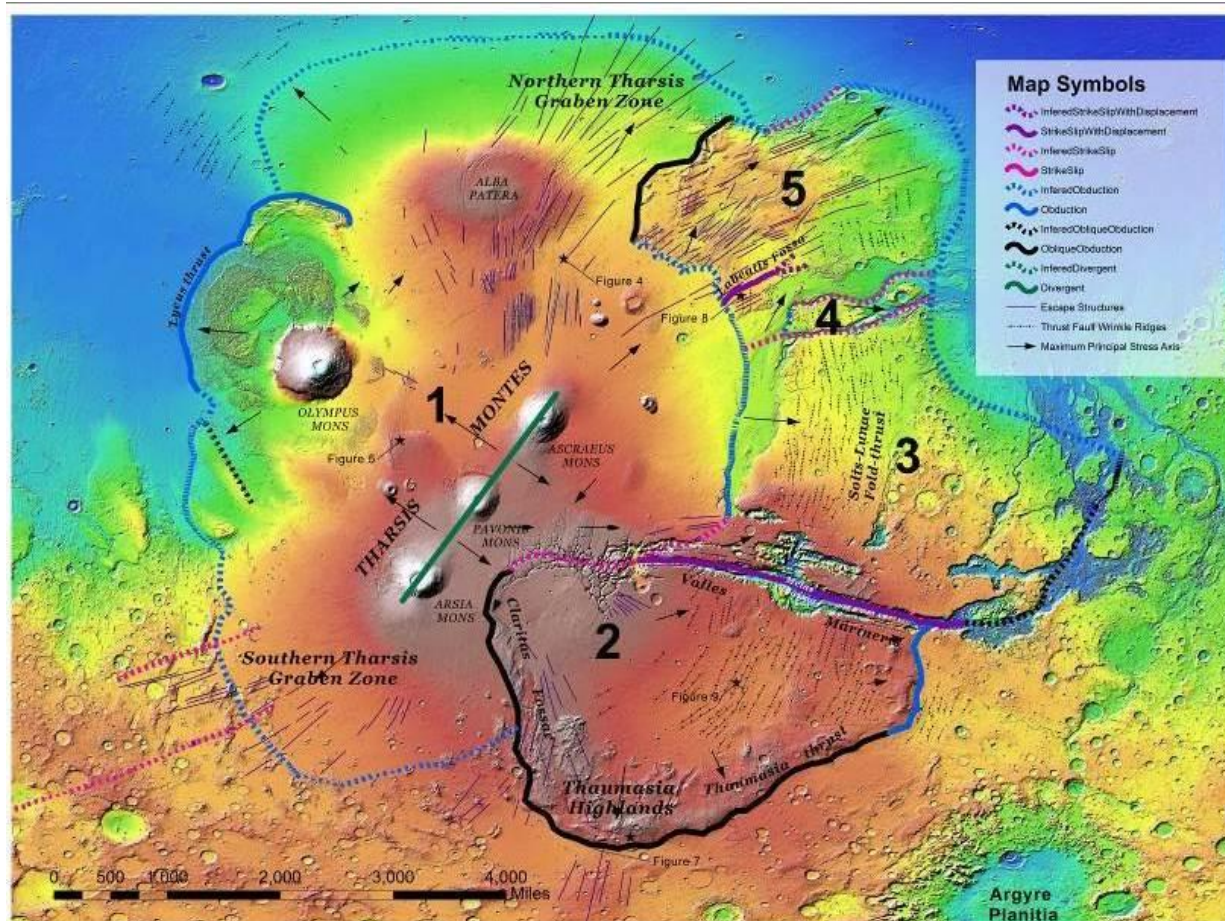 Northern Tharsis
Graben Zone
Map Symbols
InferedStrikeSlipWithDisplacement
StrikeSlipWithDisplacement
InferedStrikeSlip
StrikeSlip
InferedObduction
Obduction
InferedObliqueObduction
ObliqueObduction
InferedDivergent
Divergent
Escape Structures
Thrust Fault Wrinkle Ridges
Maximum Principal Stress Axis
ALBA
PATERA
5
Lycus thrust
Figure 4
Figure 8
4
OLYMPUS
MONS
1
THARSIS MONTES
ASCRAEUS
MONS
Figure 5
Solis-Lunae
Fold-thrust
3
PAVONIS
MONS
ARSIA
MONS
Valles
Marineris
2
Claritas
Fossae
Southern Tharsis
Graben Zone
Figure 9
Thaumasia thrust
Thaumasia
Highlands
Figure 7
0 500 1,000 2,000 3,000 4,000
Miles
Argyre
Planitia